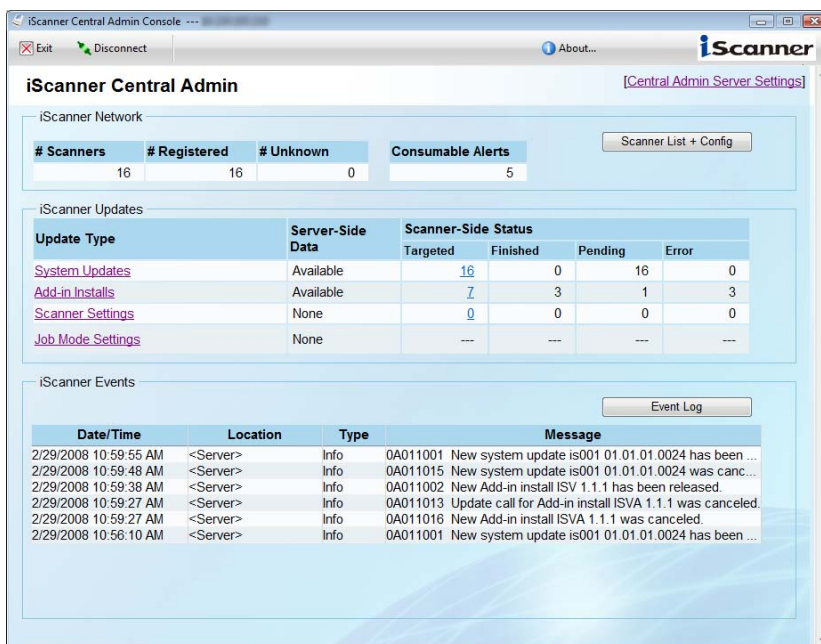 iScanner Central Admin Console ---
Exit Disconnect About... iScanner
iScanner Central Admin [Central Admin Server Settings]
iScanner Network
Scanner List + Config
# Scanners # Registered # Unknown Consumable Alerts
16 16 0 5
iScanner Updates
Update Type Server-Side Data Scanner-Side Status
Targeted Finished Pending Error
System Updates Available 16 0 16 0
Add-in Installs Available 7 3 1 3
Scanner Settings None 0 0 0 0
Job Mode Settings None --- --- --- ---
iScanner Events
Event Log
Date/Time Location Type Message
2/29/2008 10:59:55 AM <Server> Info 0A011001 New system update is001 01.01.01.0024 has been ...
2/29/2008 10:59:48 AM <Server> Info 0A011015 New system update is001 01.01.01.0024 was canc...
2/29/2008 10:59:38 AM <Server> Info 0A011002 New Add-in install ISV 1.1.1 has been released.
2/29/2008 10:59:27 AM <Server> Info 0A011013 Update call for Add-in install ISVA 1.1.1 was canceled.
2/29/2008 10:59:27 AM <Server> Info 0A011016 New Add-in install ISVA 1.1.1 was canceled.
2/29/2008 10:56:10 AM <Server> Info 0A011001 New system update is001 01.01.01.0024 has been ...